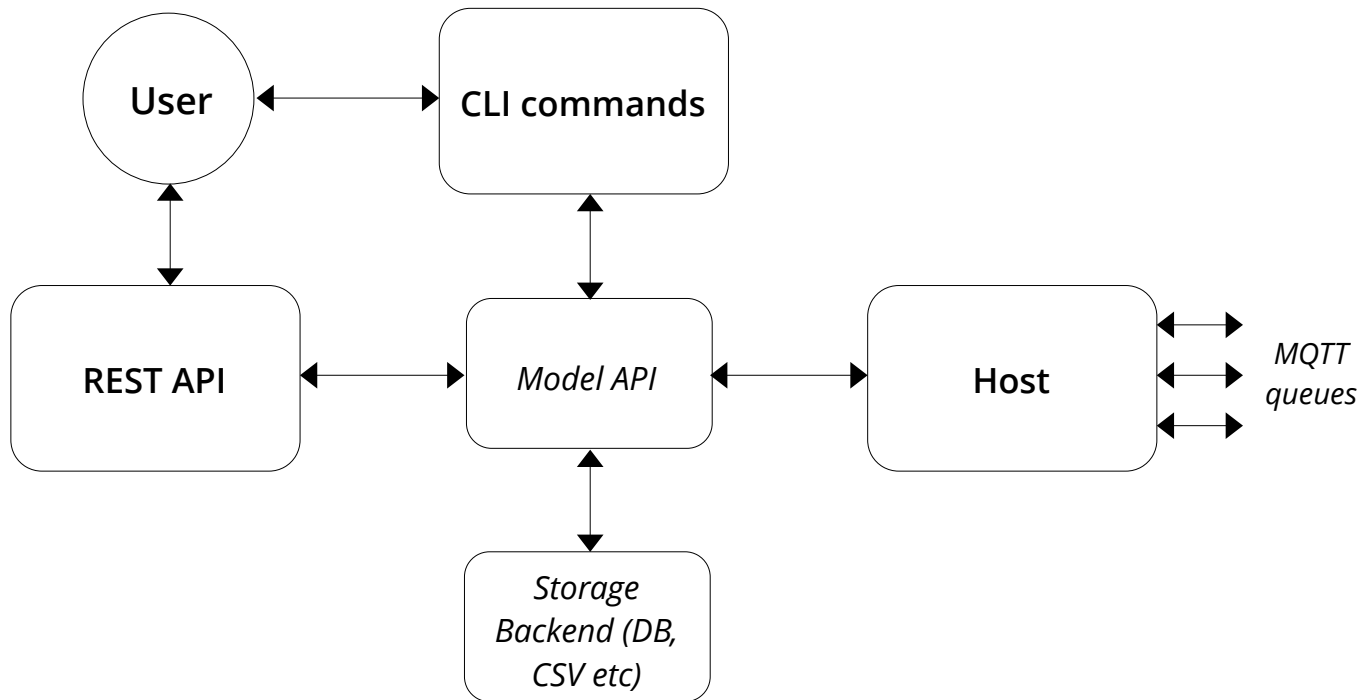 User
CLI commands
REST API
Model API
Host
MQTT
queues
Storage
Backend (DB,
CSV etc)